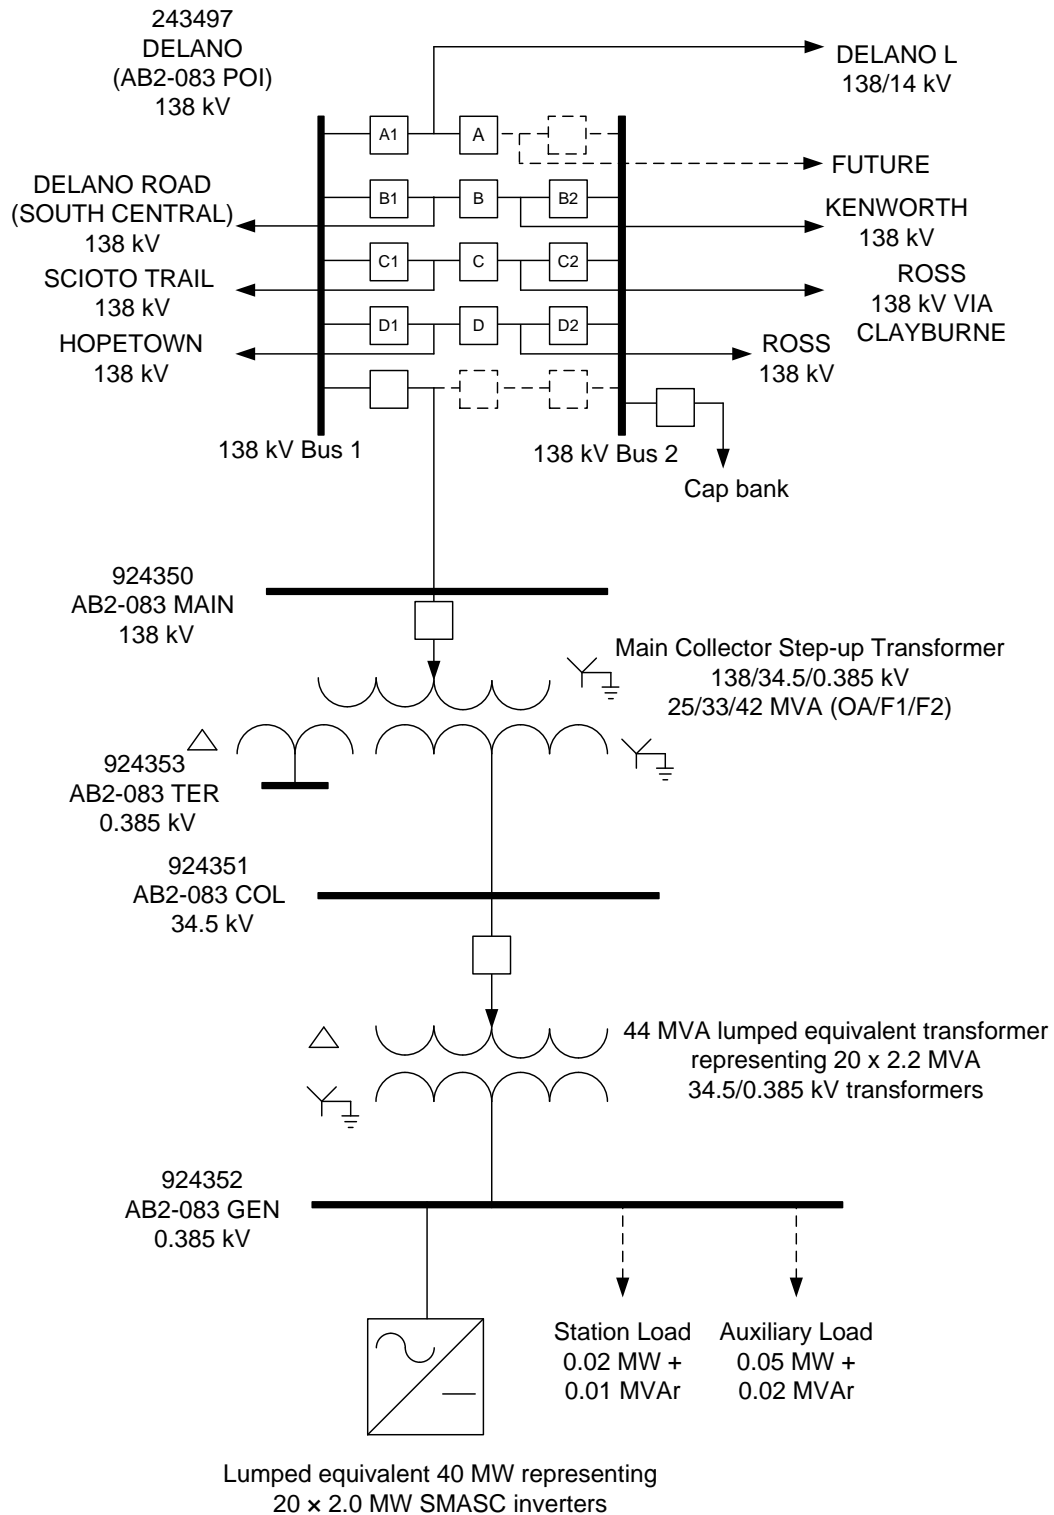 243497
DELANO
(AB2-083 POI)
138 kV
DELANO L
138/14 kV
A1
A
FUTURE
DELANO ROAD
(SOUTH CENTRAL)
138 kV
B1
B
B2
KENWORTH
138 kV
SCIOTO TRAIL
138 kV
C1
C
C2
ROSS
138 kV VIA
CLAYBURNE
HOPETOWN
138 kV
D1
D
D2
ROSS
138 kV
138 kV Bus 1
138 kV Bus 2
Cap bank
924350
AB2-083 MAIN
138 kV
Main Collector Step-up Transformer
138/34.5/0.385 kV
25/33/42 MVA (OA/F1/F2)
924353
AB2-083 TER
0.385 kV
924351
AB2-083 COL
34.5 kV
44 MVA lumped equivalent transformer
representing 20 x 2.2 MVA
34.5/0.385 kV transformers
924352
AB2-083 GEN
0.385 kV
Station Load
0.02 MW +
0.01 MVAr
Auxiliary Load
0.05 MW +
0.02 MVAr
Lumped equivalent 40 MW representing
20 × 2.0 MW SMASC inverters